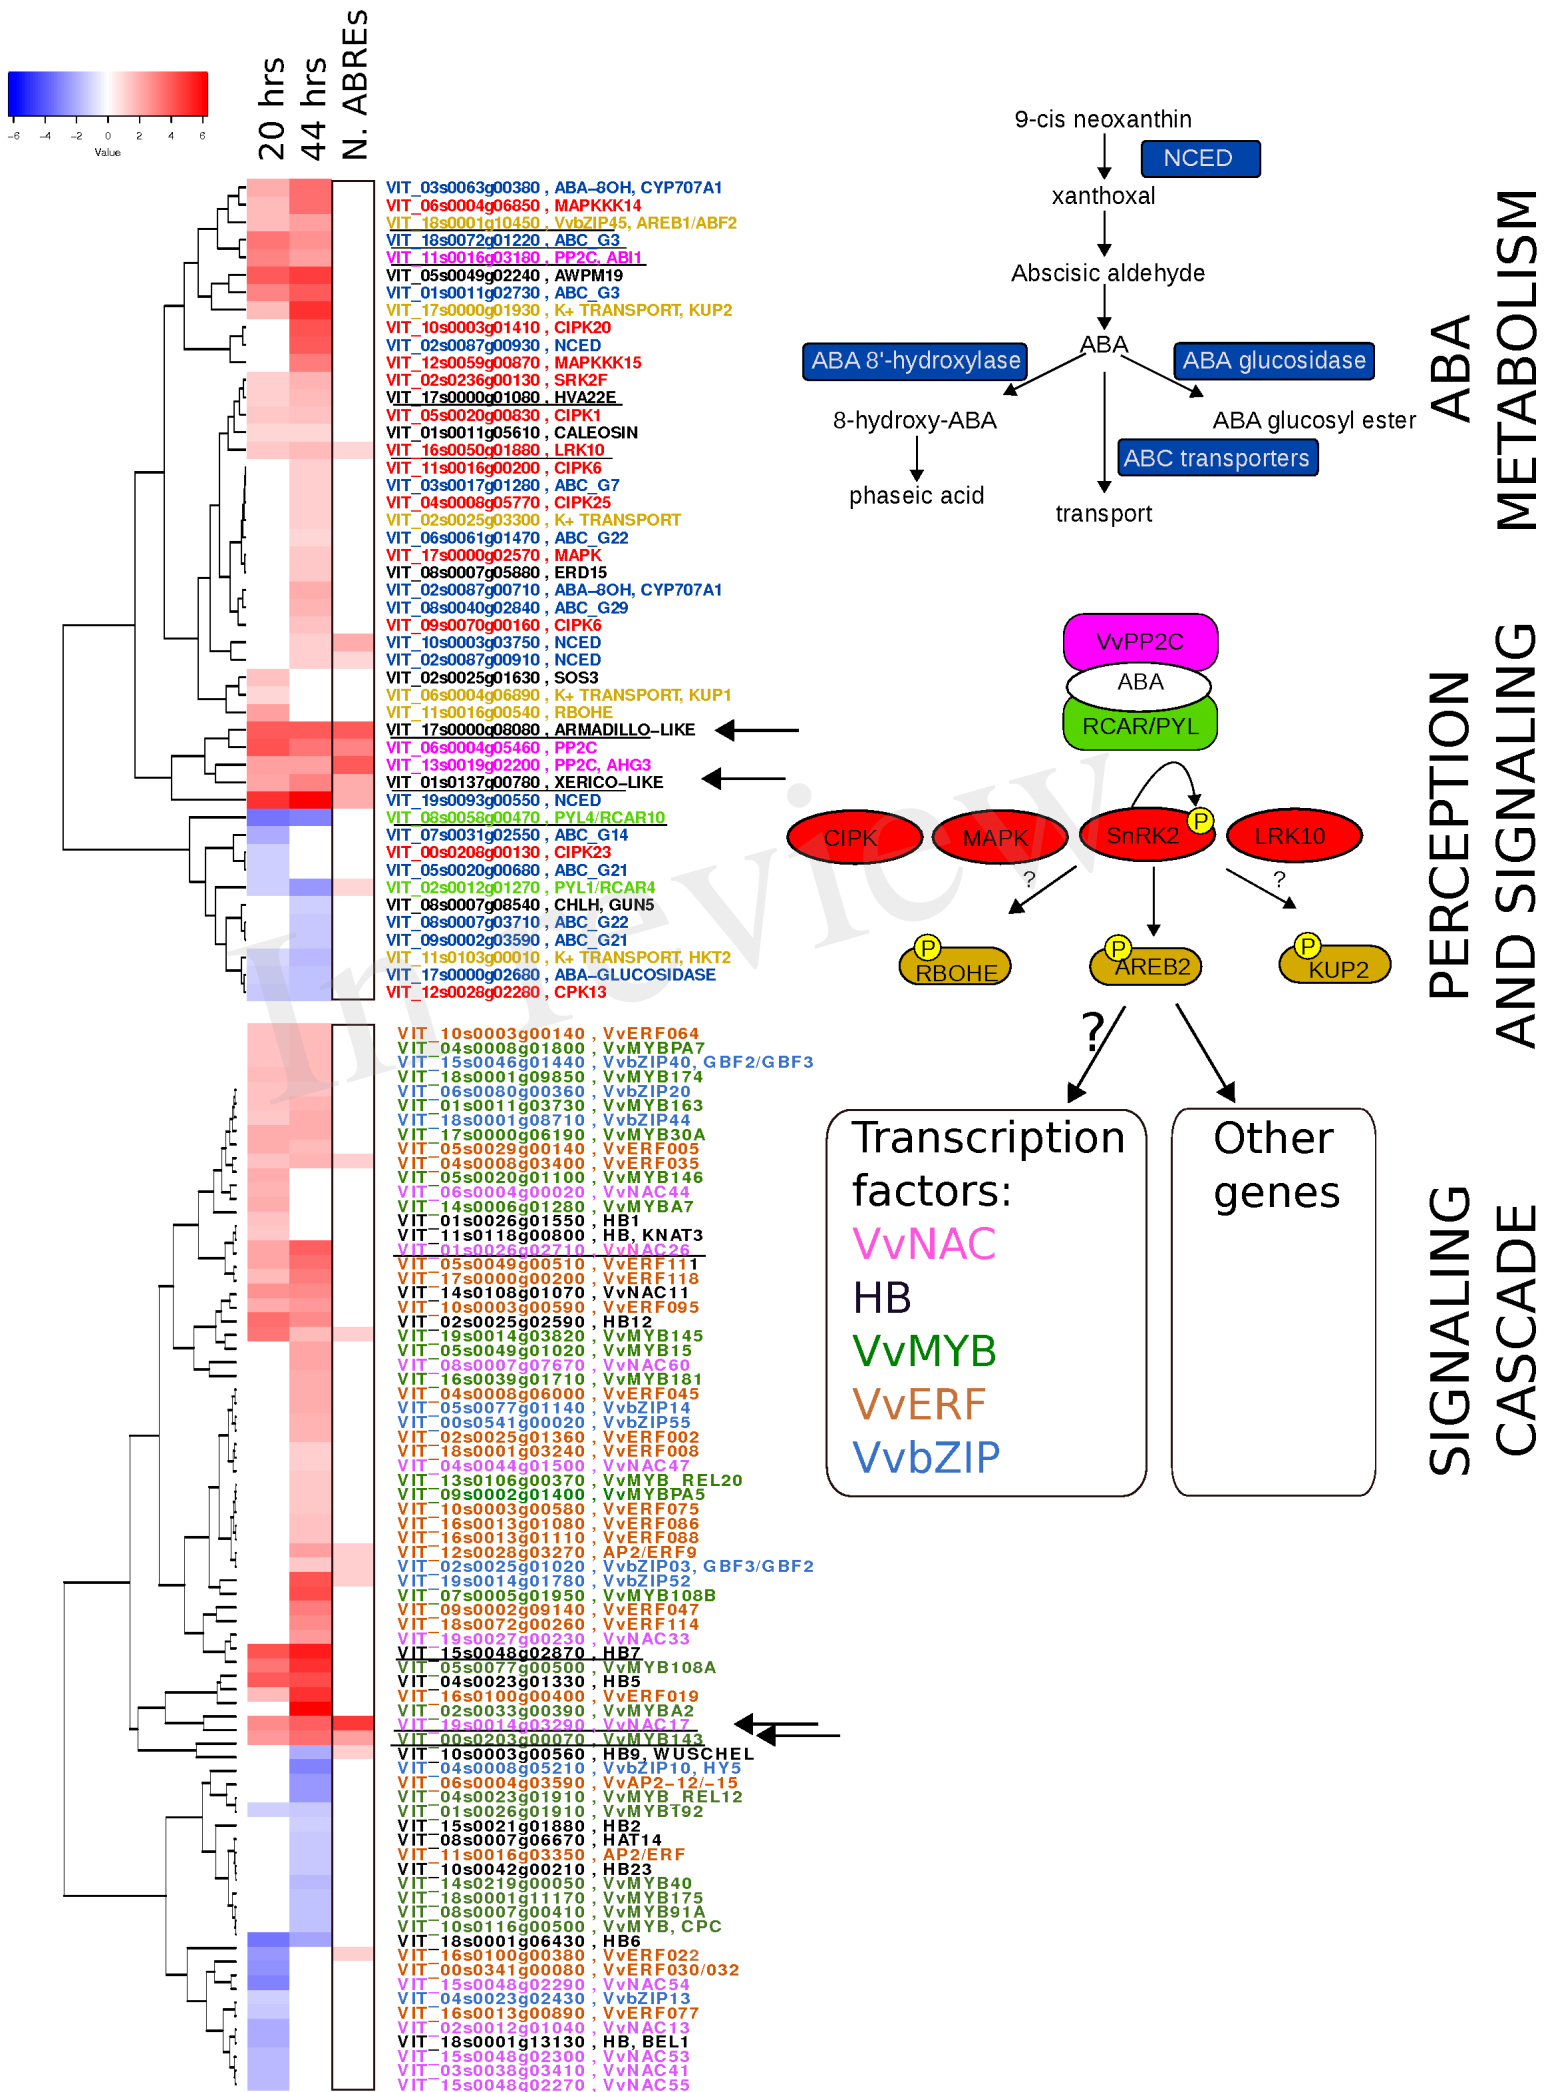 20 hrs
44 hrs
N. ABREs
-6 -4 -2 0 2 4 6
Value
VIT_03s0063g00380 , ABA-8OH, CYP707A1
VIT_06s0004g06850 , MAPKKK14
VIT_18s0001g10450 , VvbZIP45, AREB1/ABF2
VIT_18s0072g01220 , ABC_G3
VIT_11s0016g03180 , PP2C, ABI1
VIT_05s0049g02240 , AWPM19
VIT_01s0011g02730 , ABC_G3
VIT_17s0000g01930 , K+ TRANSPORT, KUP2
VIT_10s0003g01410 , CIPK20
VIT_02s0087g00930 , NCED
VIT_12s0059g00870 , MAPKKK15
VIT_02s0236g00130 , SRK2F
VIT_17s0000g01080 , HVA22E
VIT_05s0020g00830 , CIPK1
VIT_01s0011g05610 , CALEOSIN
VIT_16s0050g01880 , LRK10
VIT_11s0016g00200 , CIPK6
VIT_03s0017g01280 , ABC_G7
VIT_04s0008g05770 , CIPK25
VIT_02s0025g03300 , K+ TRANSPORT
VIT_06s0061g01470 , ABC_G22
VIT_17s0000g02570 , MAPK
VIT_08s0007g05880 , ERD15
VIT_02s0087g00710 , ABA-8OH, CYP707A1
VIT_08s0040g02840 , ABC_G29
VIT_09s0070g00160 , CIPK6
VIT_10s0003g03750 , NCED
VIT_02s0087g00910 , NCED
VIT_02s0025g01630 , SOS3
VIT_06s0004g06890 , K+ TRANSPORT, KUP1
VIT_11s0016g00540 , RBOHE
VIT_17s0000g08080 , ARMADILLO-LIKE
VIT_06s0004g05460 , PP2C
VIT_13s0019g02200 , PP2C, AHG3
VIT_01s0137g00780 , XERICO-LIKE
VIT_19s0093g00550 , NCED
VIT_08s0058g00470 , PYL4/RCAR10
VIT_07s0031g02550 , ABC_G14
VIT_00s0208g00130 , CIPK23
VIT_05s0020g00680 , ABC_G21
VIT_02s0012g01270 , PYL1/RCAR4
VIT_08s0007g08540 , CHLH, GUN5
VIT_08s0007g03710 , ABC_G22
VIT_09s0002g03590 , ABC_G21
VIT_11s0103g00010 , K+ TRANSPORT, HKT2
VIT_17s0000g02680 , ABA-GLUCOSIDASE
VIT_12s0028g02280 , CPK13
VIT_10s0003g00140 , VvERF064
VIT_04s0008g01800 , VvMYBPA7
VIT_15s0046g01440 , VvbZIP40, GBF2/GBF3
VIT_18s0001g09850 , VvMYB174
VIT_06s0080g00360 , VvbZIP20
VIT_01s0011g03730 , VvMYB163
VIT_18s0001g08710 , VvbZIP44
VIT_17s0000g06190 , VvMYB30A
VIT_05s0029g00140 , VvERF005
VIT_04s0008g03400 , VvERF035
VIT_05s0020g01100 , VvMYB146
VIT_06s0004g00020 , VvNAC44
VIT_14s0006g01280 , VvMYBA7
VIT_01s0026g01550 , HB1
VIT_11s0118g00800 , HB, KNAT3
VIT_01s0026g02710 , VvNAC26
VIT_05s0049g00510 , VvERF111
VIT_17s0000g00200 , VvERF118
VIT_14s0108g01070 , VvNAC11
VIT_10s0003g00590 , VvERF095
VIT_02s0025g02590 , HB12
VIT_19s0014g03820 , VvMYB145
VIT_05s0049g01020 , VvMYB15
VIT_08s0007g07670 , VvNAC60
VIT_16s0039g01710 , VvMYB181
VIT_04s0008g06000 , VvERF045
VIT_05s0077g01140 , VvbZIP14
VIT_00s0541g00020 , VvbZIP55
VIT_02s0025g01360 , VvERF002
VIT_18s0001g03240 , VvERF008
VIT_04s0044g01500 , VvNAC47
VIT_13s0106g00370 , VvMYB_REL20
VIT_09s0002g01400 , VvMYBPA5
VIT_10s0003g00580 , VvERF075
VIT_16s0013g01080 , VvERF086
VIT_16s0013g01110 , VvERF088
VIT_12s0028g03270 , AP2/ERF9
VIT_02s0025g01020 , VvbZIP03, GBF3/GBF2
VIT_19s0014g01780 , VvbZIP52
VIT_07s0005g01950 , VvMYB108B
VIT_09s0002g09140 , VvERF047
VIT_18s0072g00260 , VvERF114
VIT_19s0027g00230 , VvNAC33
VIT_15s0048g02870 , HB7
VIT_05s0077g00500 , VvMYB108A
VIT_04s0023g01330 , HB5
VIT_16s0100g00400 , VvERF019
VIT_02s0033g00390 , VvMYBA2
VIT_19s0014g03290 , VvNAC17
VIT_00s0203g00070 , VvMYB143
VIT_10s0003g00560 , HB9, WUSCHEL
VIT_04s0008g05210 , VvbZIP10, HY5
VIT_06s0004g03590 , VvAP2-12/-15
VIT_04s0023g01910 , VvMYB_REL12
VIT_01s0026g01910 , VvMYBT92
VIT_15s0021g01880 , HB2
VIT_08s0007g06670 , HAT14
VIT_11s0016g03350 , AP2/ERF
VIT_10s0042g00210 , HB23
VIT_14s0219g00050 , VvMYB40
VIT_18s0001g11170 , VvMYB175
VIT_08s0007g00410 , VvMYB91A
VIT_10s0116g00500 , VvMYB, CPC
VIT_18s0001g06430 , HB6
VIT_16s0100g00380 , VvERF022
VIT_00s0341g00080 , VvERF030/032
VIT_15s0048g02290 , VvNAC54
VIT_04s0023g02430 , VvbZIP13
VIT_16s0013g00890 , VvERF077
VIT_02s0012g01040 , VvNAC13
VIT_18s0001g13130 , HB, BEL1
VIT_15s0048g02300 , VvNAC53
VIT_03s0038g03410 , VvNAC41
VIT_15s0048g02270 , VvNAC55
9-cis neoxanthin
NCED
xanthoxal
Abscisic aldehyde
ABA
ABA 8'-hydroxylase
ABA glucosidase
8-hydroxy-ABA
ABA glucosyl ester
ABC transporters
phaseic acid
transport
ABA
METABOLISM
VvPP2C
ABA
RCAR/PYL
CIPK
MAPK
SnRK2
P
LRK10
?
?
P
RBOHE
P
AREB2
P
KUP2
PERCEPTION
AND SIGNALING
?
Transcription
factors:
VvNAC
HB
VvMYB
VvERF
VvbZIP
Other
genes
SIGNALING
CASCADE
In review